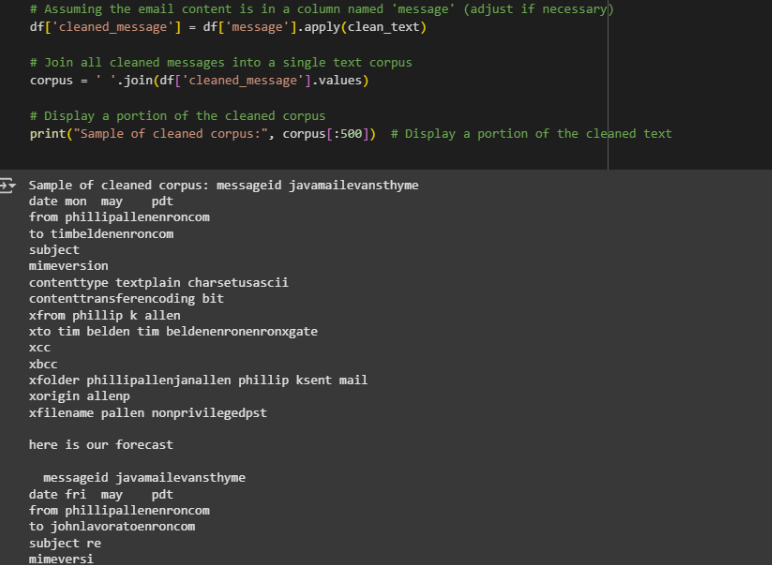 # Assuming the email content is in a column named 'message' (adjust if necessary)
df['cleaned_message'] = df['message'].apply(clean_text)
# Join all cleaned messages into a single text corpus
corpus = ' '.join(df['cleaned_message'].values)
# Display a portion of the cleaned corpus
print("Sample of cleaned corpus:", corpus[:500])  # Display a portion of the cleaned text
Sample of cleaned corpus: messageid javamailevansthyme
date mon  may    pdt
from phillipallenenroncom
to timbeldenenroncom
subject
mimeversion
contenttype textplain charsetusascii
contenttransferencoding bit
xfrom phillip k allen
xto tim belden tim beldenenronenronxgate
xcc
xbcc
xfolder phillipallenjanallen phillip ksent mail
xorigin allenp
xfilename pallen nonprivilegedpst
here is our forecast
messageid javamailevansthyme
date fri  may    pdt
from phillipallenenroncom
to johnlavoratoenroncom
subject re
mimeversi